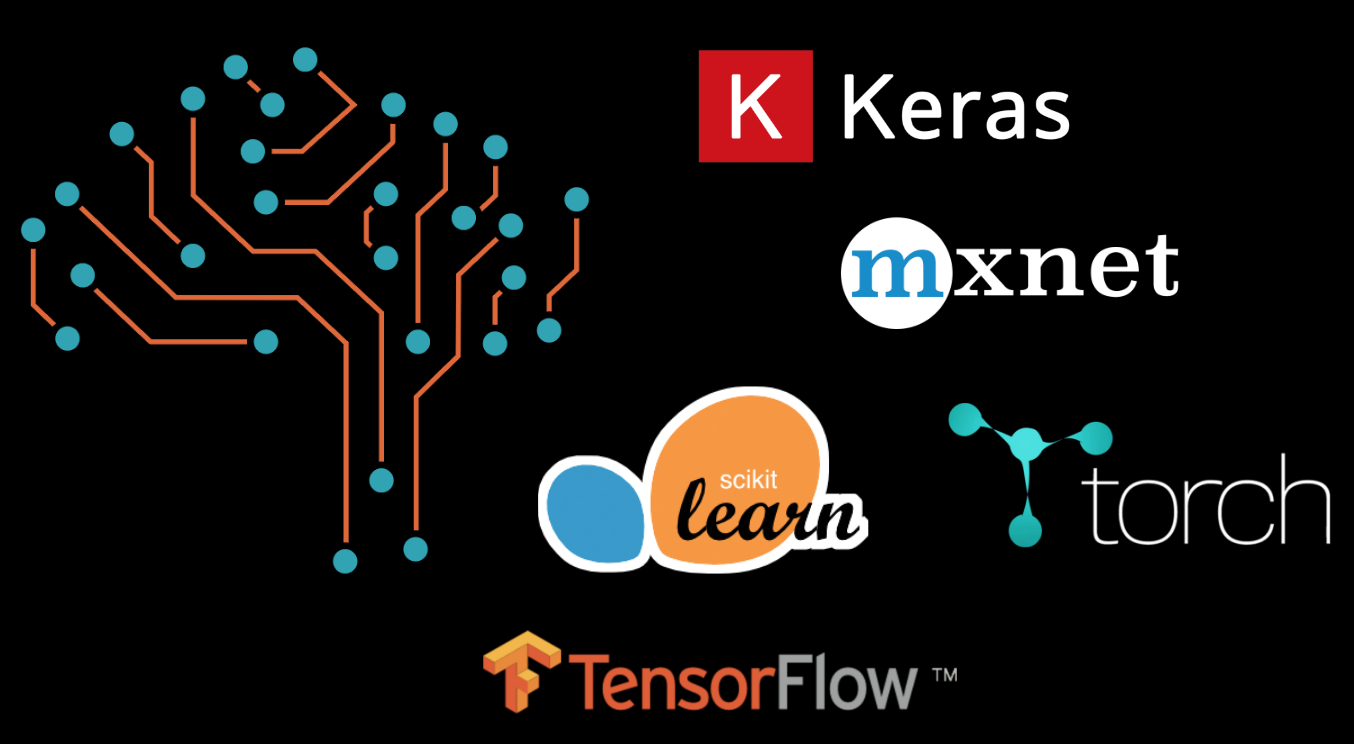 K Keras
mxnet
scikit
learn
torch
TensorFlow ™